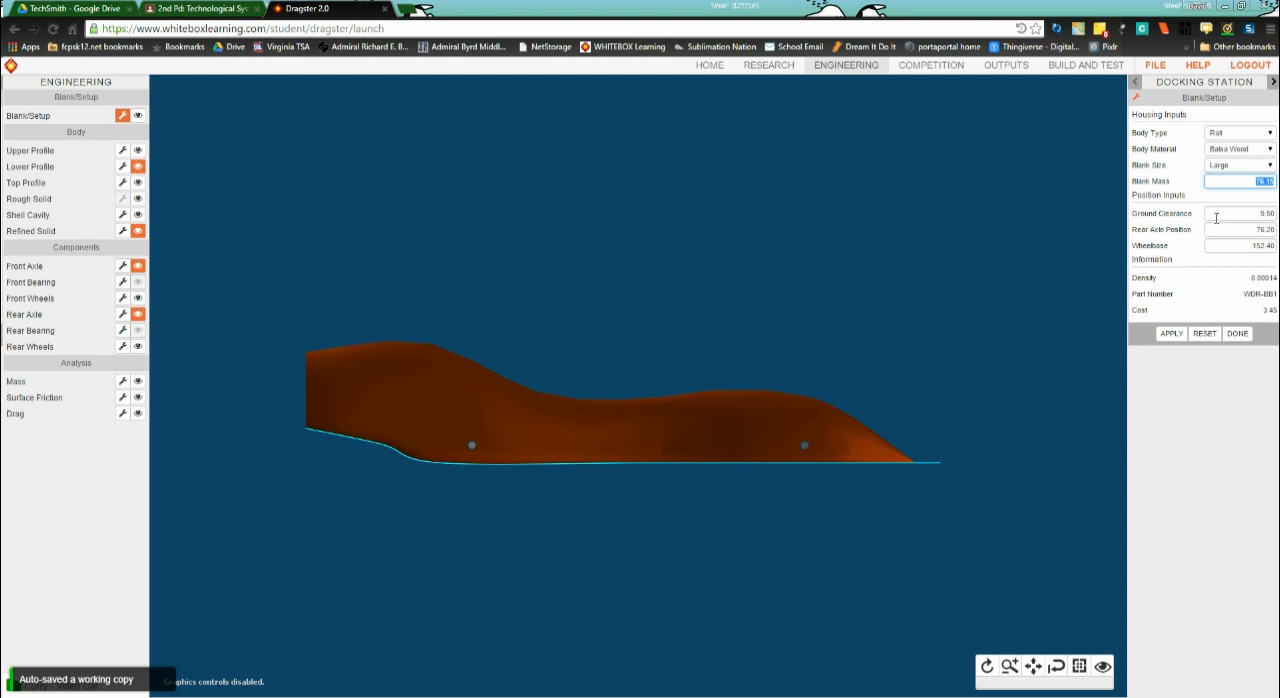 TechSmith - Google Drive
2nd Pd: Technological Sys
Dragster 2.0
https://www.whiteboxlearning.com/student/dragster/launch
Apps fcpsk12.net bookmarks Bookmarks Drive Virginia TSA Admiral Richard E. B... Admiral Byrd Middl... NetStorage WHITEBOX Learning Sublimation Nation School Email Dream It Do It portaportal home Thingiverse - Digital... Pixlr Other bookmarks
HOME RESEARCH ENGINEERING COMPETITION OUTPUTS BUILD AND TEST FILE HELP LOGOUT
ENGINEERING
Blank/Setup
Blank/Setup
Body
Upper Profile
Lower Profile
Top Profile
Rough Solid
Shell Cavity
Refined Solid
Components
Front Axle
Front Bearing
Front Wheels
Rear Axle
Rear Bearing
Rear Wheels
Analysis
Mass
Surface Friction
Drag
DOCKING STATION
Blank/Setup
Housing Inputs
Body Type Rail
Body Material Balsa Wood
Blank Size Large
Blank Mass 76.15
Position Inputs
Ground Clearance 9.50
Rear Axle Position 76.20
Wheelbase 152.40
Information
Density 0.00014
Part Number WDR-BB1
Cost 3.45
APPLY RESET DONE
Auto-saved a working copy
phics controls disabled.